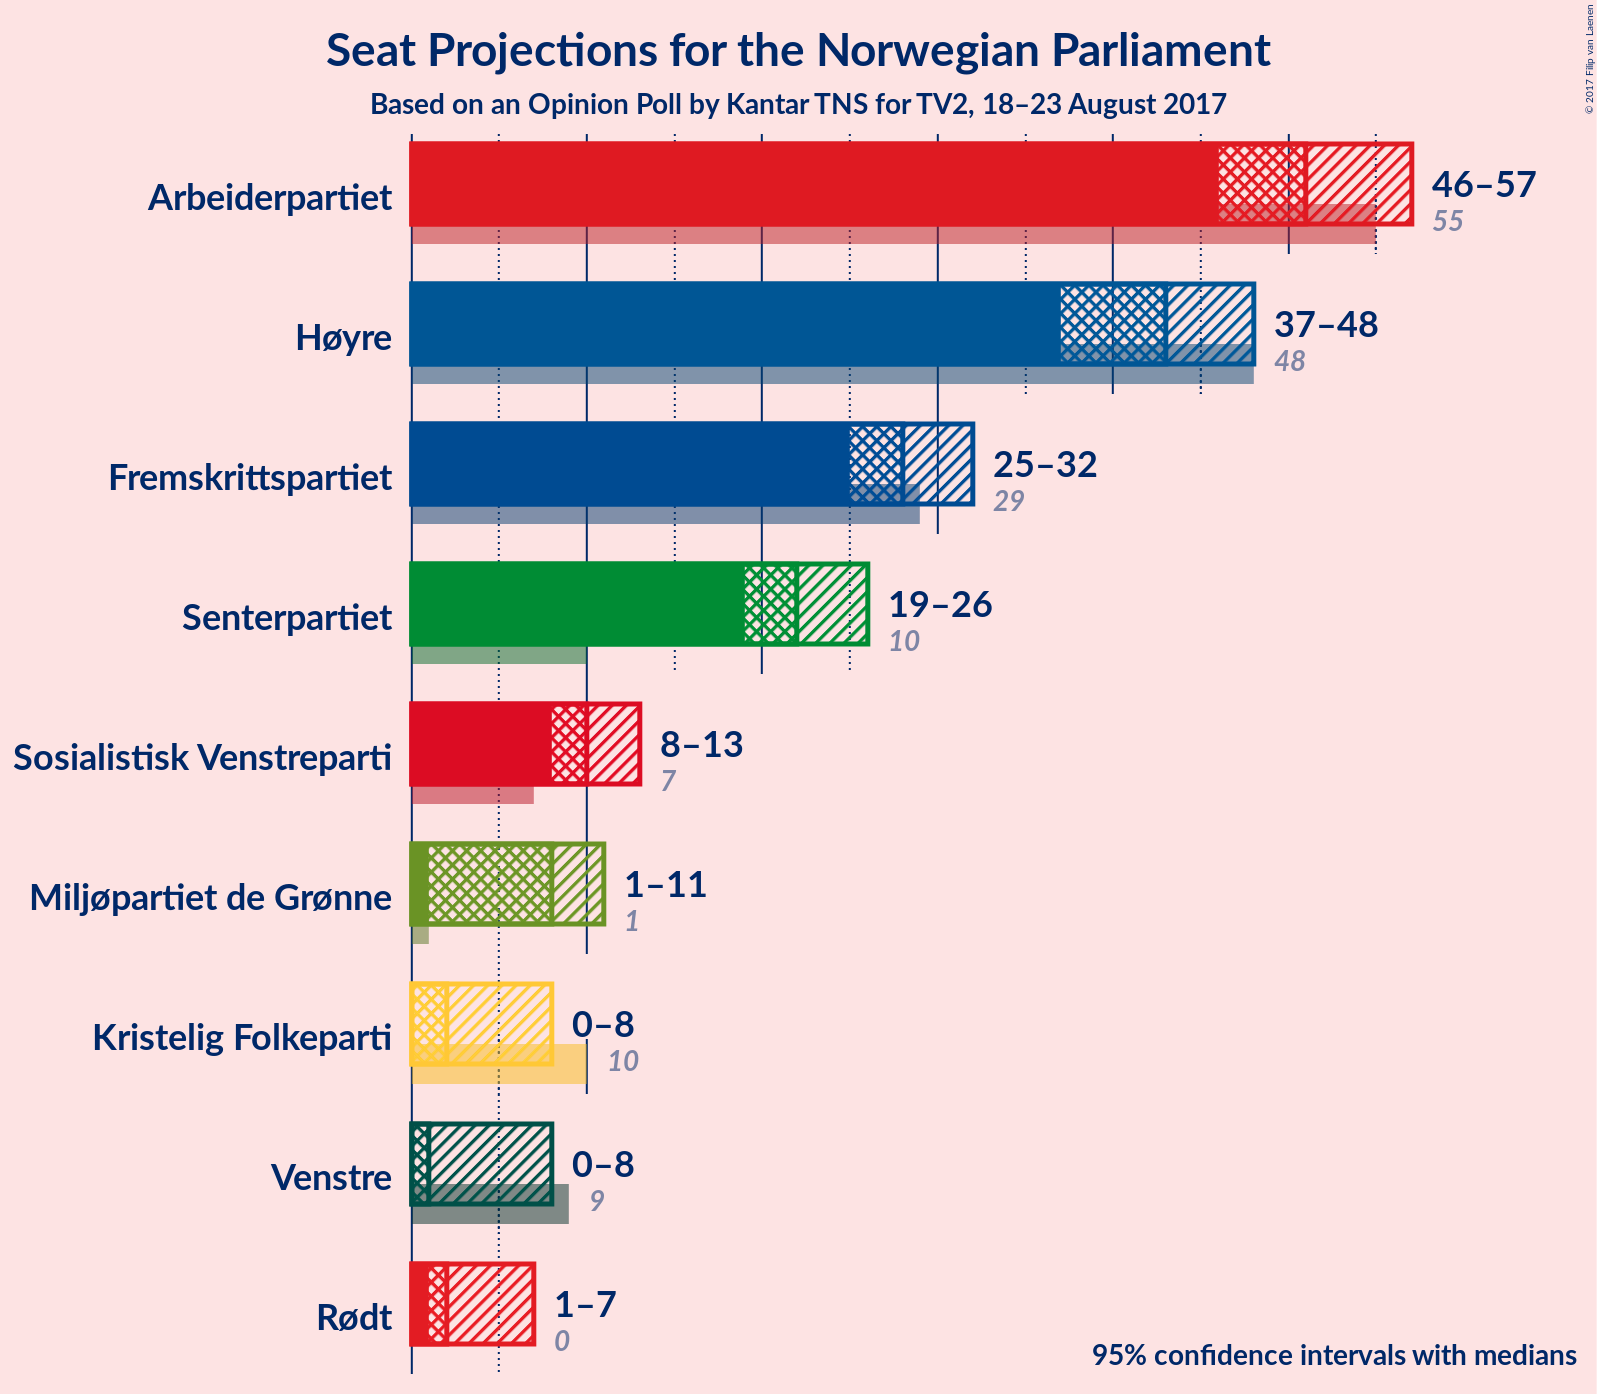 Seat Projections for the Norwegian Parliament
Based on an Opinion Poll by Kantar TNS for TV2, 18–23 August 2017
© 2017 Filip van Laenen
Arbeiderpartiet
46–57
55
Høyre
37–48
48
Fremskrittspartiet
25–32
29
Senterpartiet
19–26
10
Sosialistisk Venstreparti
8–13
7
Miljøpartiet de Grønne
1–11
1
Kristelig Folkeparti
0–8
10
Venstre
0–8
9
Rødt
1–7
0
95% confidence intervals with medians